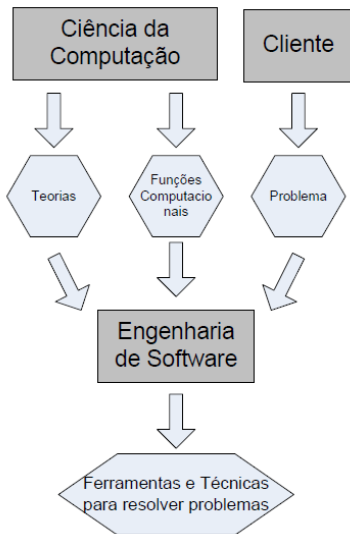 Ciência da
Computação
Cliente
Teorias
Funções
Computacio
nais
Problema
Engenharia
de Software
Ferramentas e Técnicas
para resolver problemas